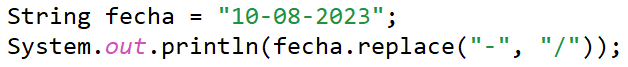 String fecha = "10-08-2023";
System.out.println(fecha.replace("-", "/"));